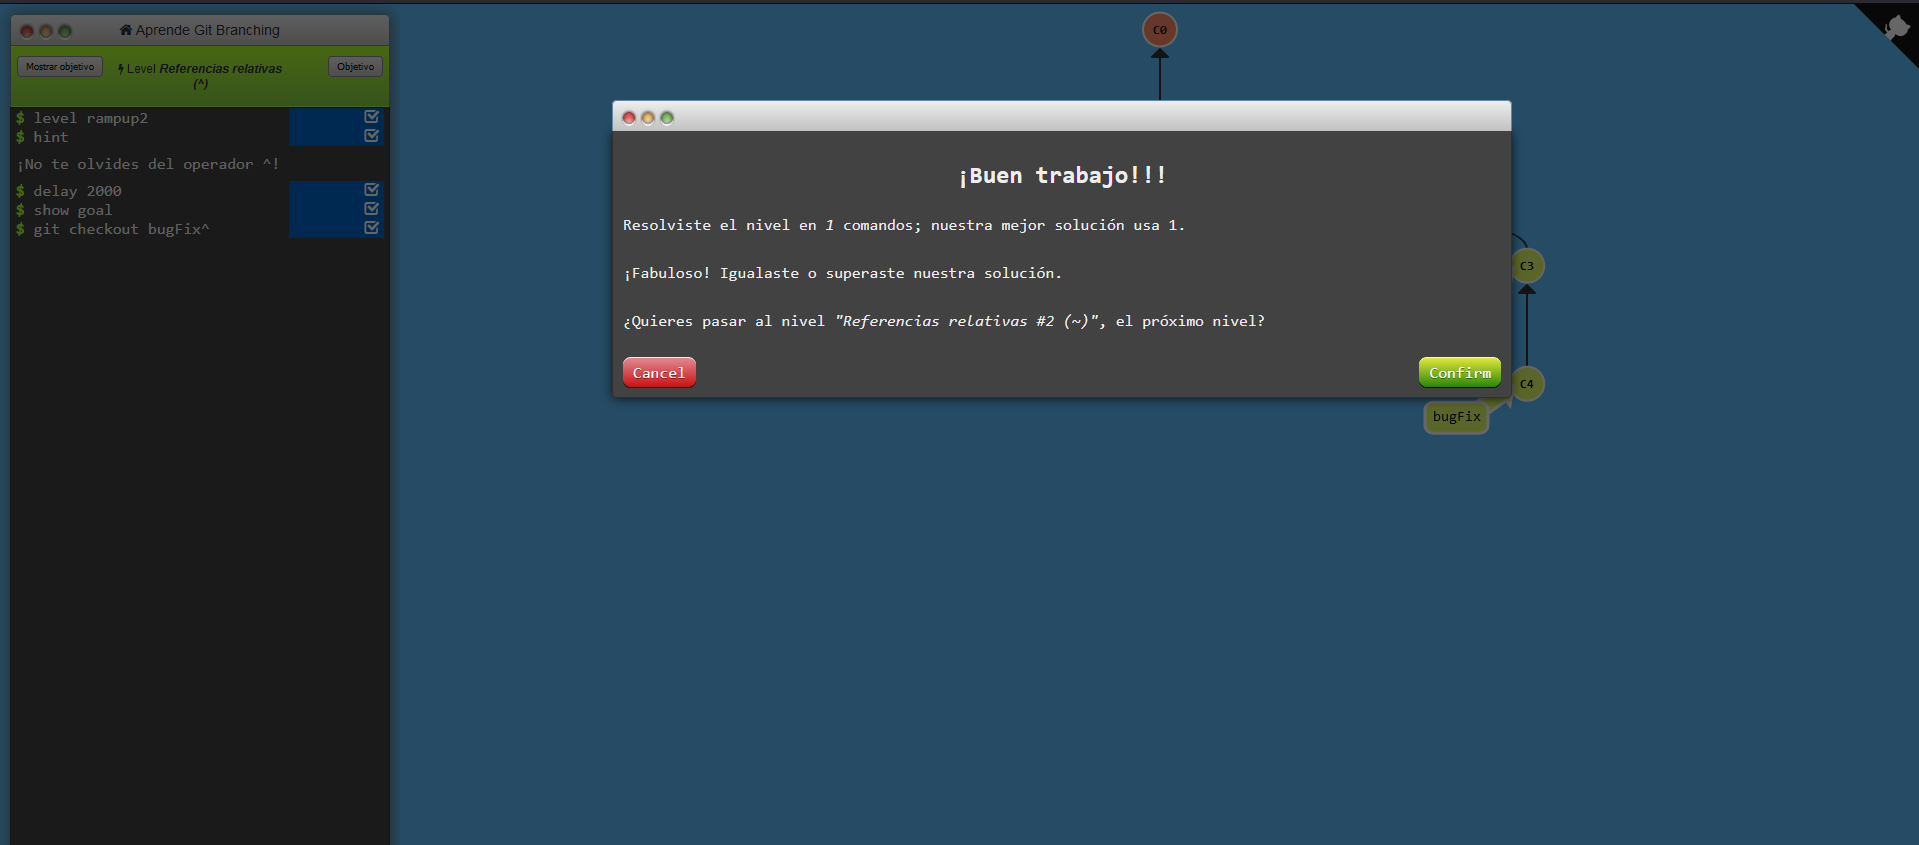 Aprende Git Branching
Mostrar objetivo
Level Referencias relativas
(^)
Objetivo
$ level rampup2
$ hint
¡No te olvides del operador ^!
$ delay 2000
$ show goal
$ git checkout bugFix^
C0
¡Buen trabajo!!!
Resolviste el nivel en 1 comandos; nuestra mejor solución usa 1.
¡Fabuloso! Igualaste o superaste nuestra solución.
¿Quieres pasar al nivel "Referencias relativas #2 (~)", el próximo nivel?
Cancel
Confirm
C3
C4
bugFix